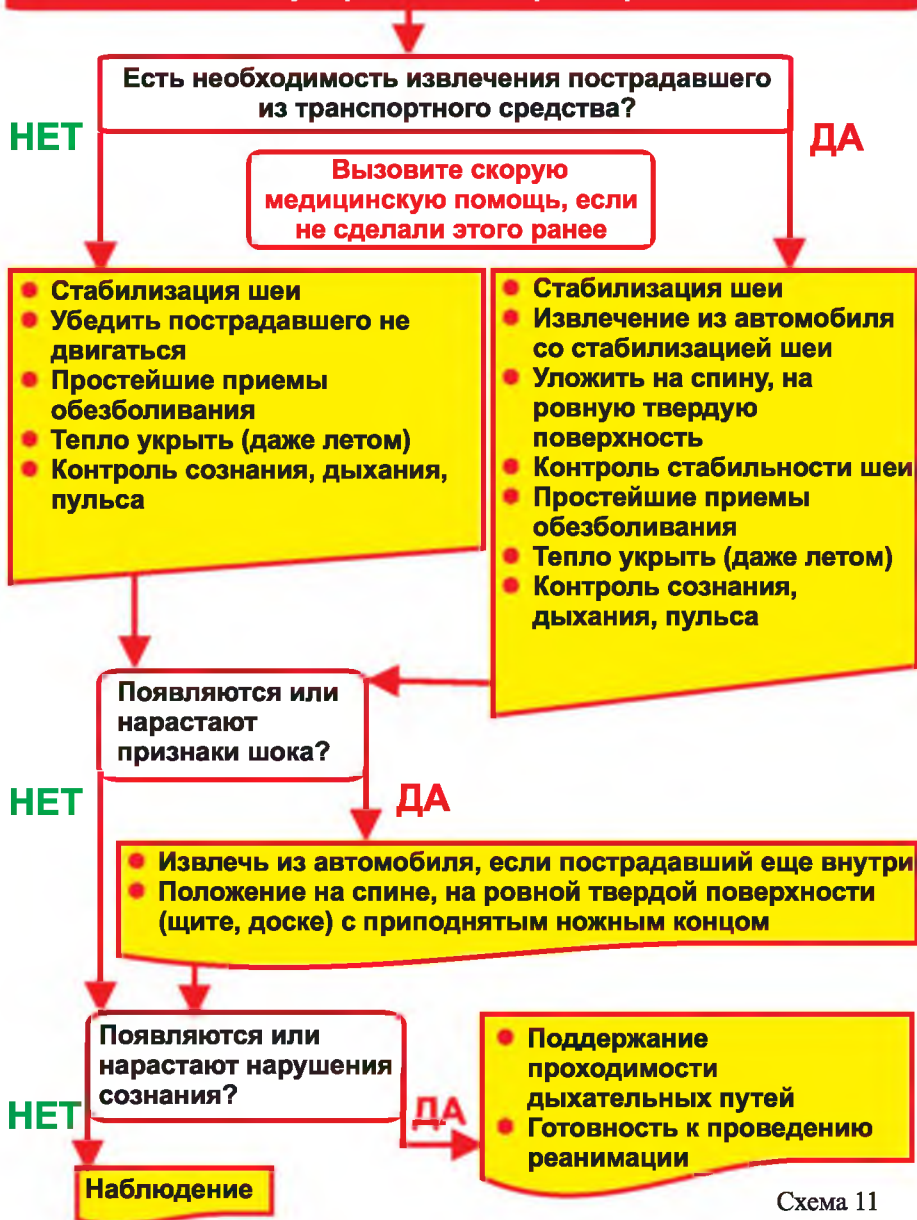 Есть необходимость извлечения пострадавшего
из транспортного средства?
НЕТ
ДА
Вызовите скорую
медицинскую помощь, если
не сделали этого ранее
● Стабилизация шеи
● Убедить пострадавшего не
двигаться
● Простейшие приемы
обезболивания
● Тепло укрыть (даже летом)
● Контроль сознания, дыхания,
пульса
● Стабилизация шеи
● Извлечение из автомобиля
со стабилизацией шеи
● Уложить на спину, на
ровную твердую
поверхность
● Контроль стабильности шеи
● Простейшие приемы
обезболивания
● Тепло укрыть (даже летом)
● Контроль сознания,
дыхания, пульса
Появляются или
нарастают
признаки шока?
НЕТ
ДА
● Извлечь из автомобиля, если пострадавший еще внутри
● Положение на спине, на ровной твердой поверхности
(щите, доске) с приподнятым ножным концом
Появляются или
нарастают нарушения
сознания?
НЕТ
ДА
● Поддержание
проходимости
дыхательных путей
● Готовность к проведению
реанимации
Наблюдение
Схема 11